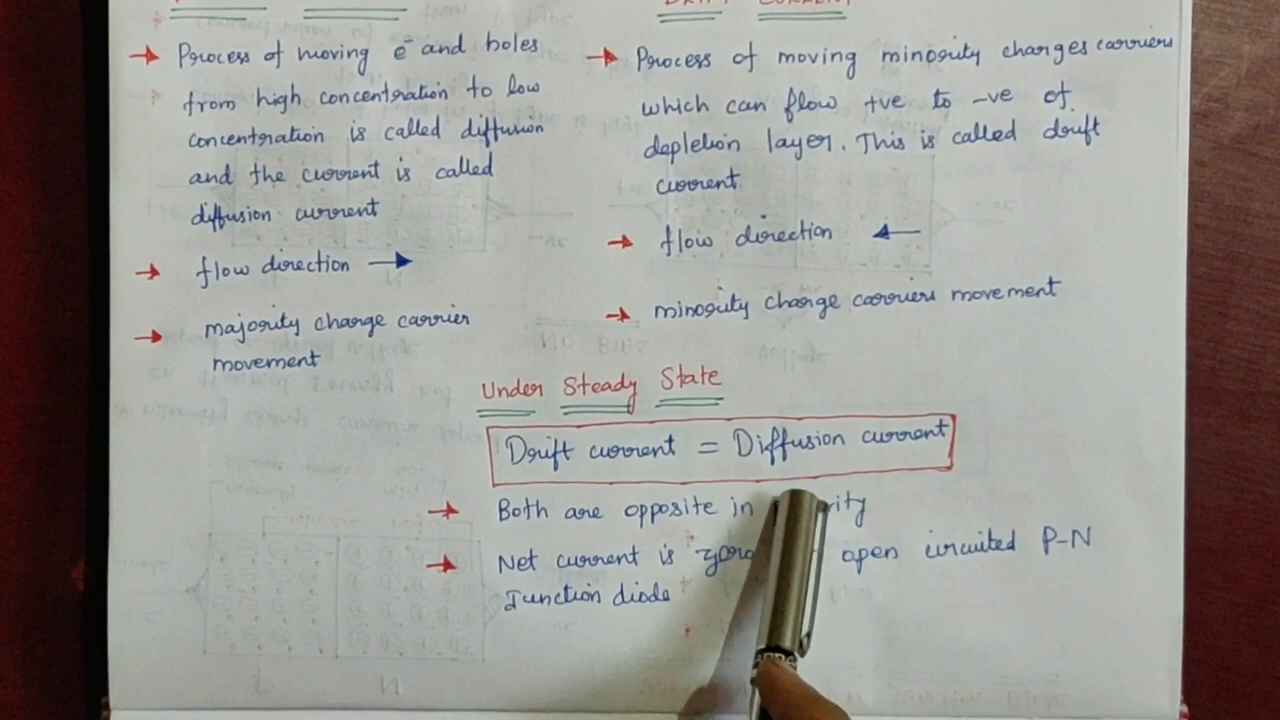 DRIFT CURRENT
→ Process of moving e⁻ and holes
from high concentration to low
concentration is called diffusion
and the current is called
diffusion current
→ flow direction →
→ majority charge carrier
movement
→ Process of moving minority charges carriers
which can flow +ve to -ve of
depletion layer. This is called drift
current
→ flow direction ←
→ minority charge carriers movement
Under Steady State
Drift current = Diffusion current
→ Both are opposite in
→ Net current is zero open circuited P-N
Junction diode